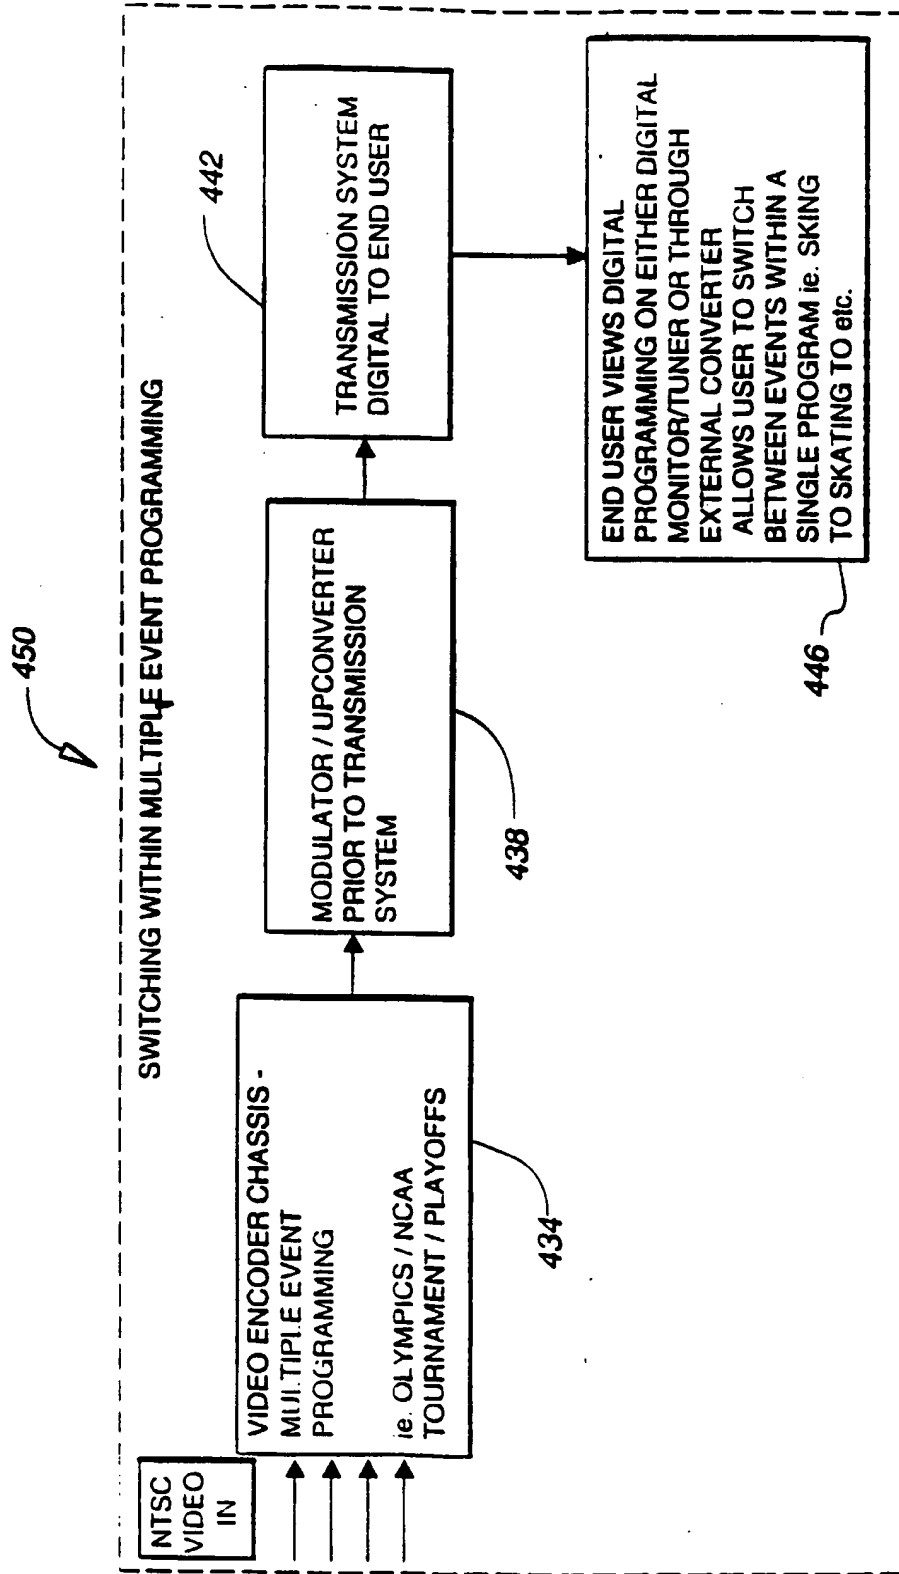 450
SWITCHING WITHIN MULTIPLE EVENT PROGRAMMING
NTSC
VIDEO
IN
VIDEO ENCODER CHASSIS -
MULTIPLE EVENT
PROGRAMMING
ie. OLYMPICS / NCAA
TOURNAMENT / PLAYOFFS
434
MODULATOR / UPCONVERTER
PRIOR TO TRANSMISSION
SYSTEM
438
TRANSMISSION SYSTEM
DIGITAL TO END USER
442
END USER VIEWS DIGITAL
PROGRAMMING ON EITHER DIGITAL
MONITOR/TUNER OR THROUGH
EXTERNAL CONVERTER
ALLOWS USER TO SWITCH
BETWEEN EVENTS WITHIN A
SINGLE PROGRAM ie. SKING
TO SKATING TO etc.
446